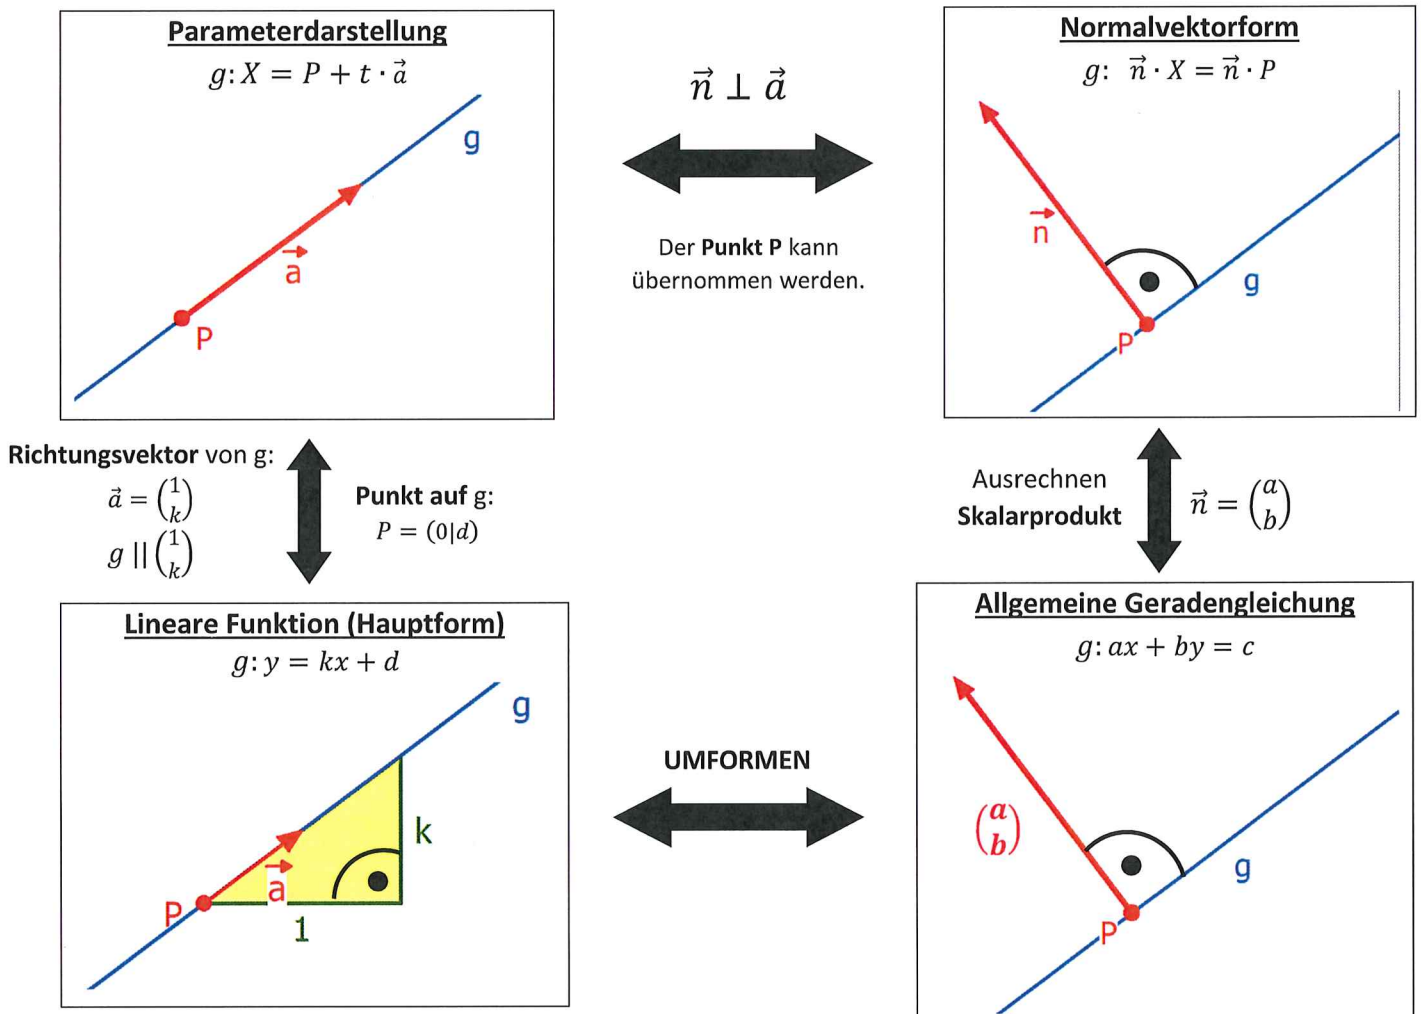 Parameterdarstellung
g: X = P + t · a⃗
g
a⃗
P
n⃗ ⊥ a⃗
Der Punkt P kann
übernommen werden.
Normalvektorform
g: n⃗ · X = n⃗ · P
n⃗
g
P
Richtungsvektor von g:
a⃗ = (1 k)
g || (1 k)
Punkt auf g:
P = (0|d)
Ausrechnen
Skalarprodukt
n⃗ = (a b)
Lineare Funktion (Hauptform)
g: y = kx + d
g
k
a⃗
P
1
UMFORMEN
Allgemeine Geradengleichung
g: ax + by = c
(a b)
g
P